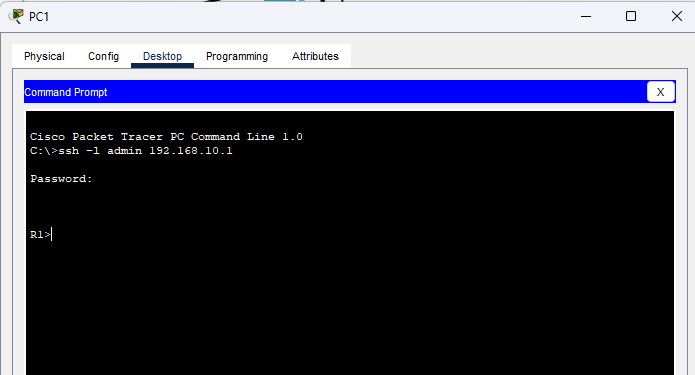 PC1
Physical Config Desktop Programming Attributes
Command Prompt X
Cisco Packet Tracer PC Command Line 1.0
C:\>ssh -l admin 192.168.10.1
Password:
R1>